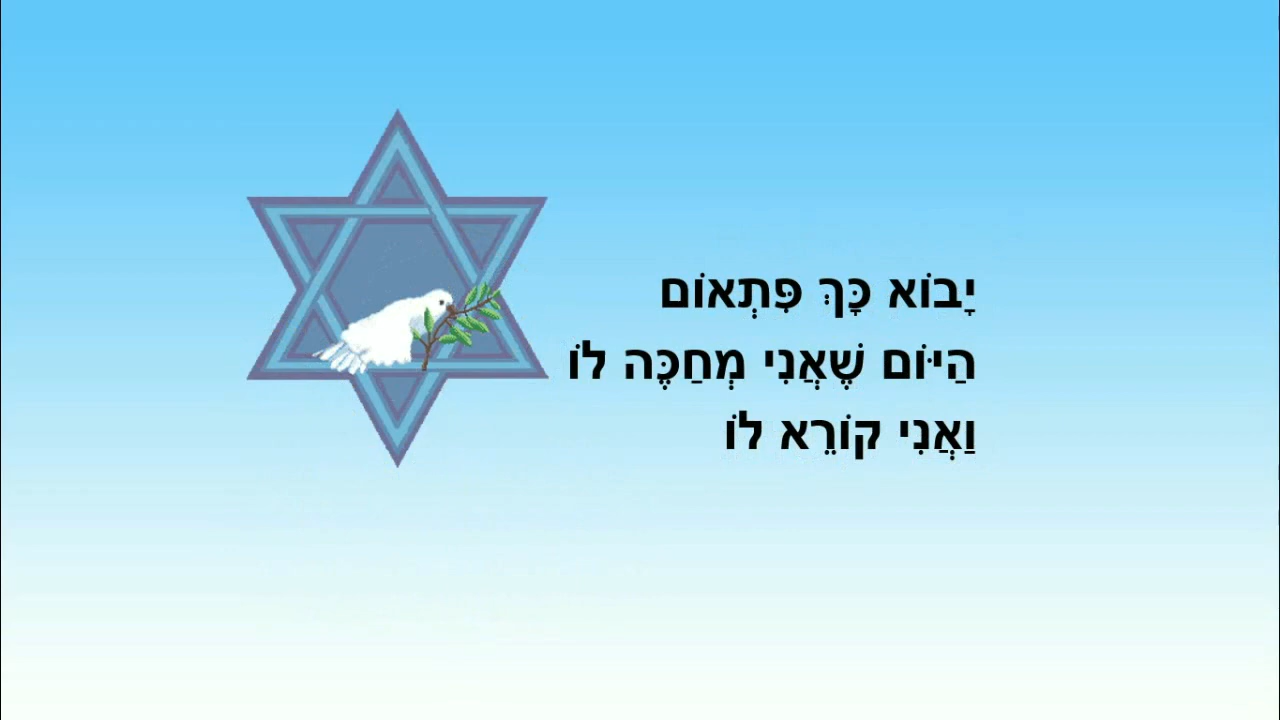 יָבוֹא כָּךְ פִּתְאוֹם
הַיּוֹם שֶׁאֲנִי מְחַכֶּה לוֹ
וַאֲנִי קוֹרֵא לוֹ